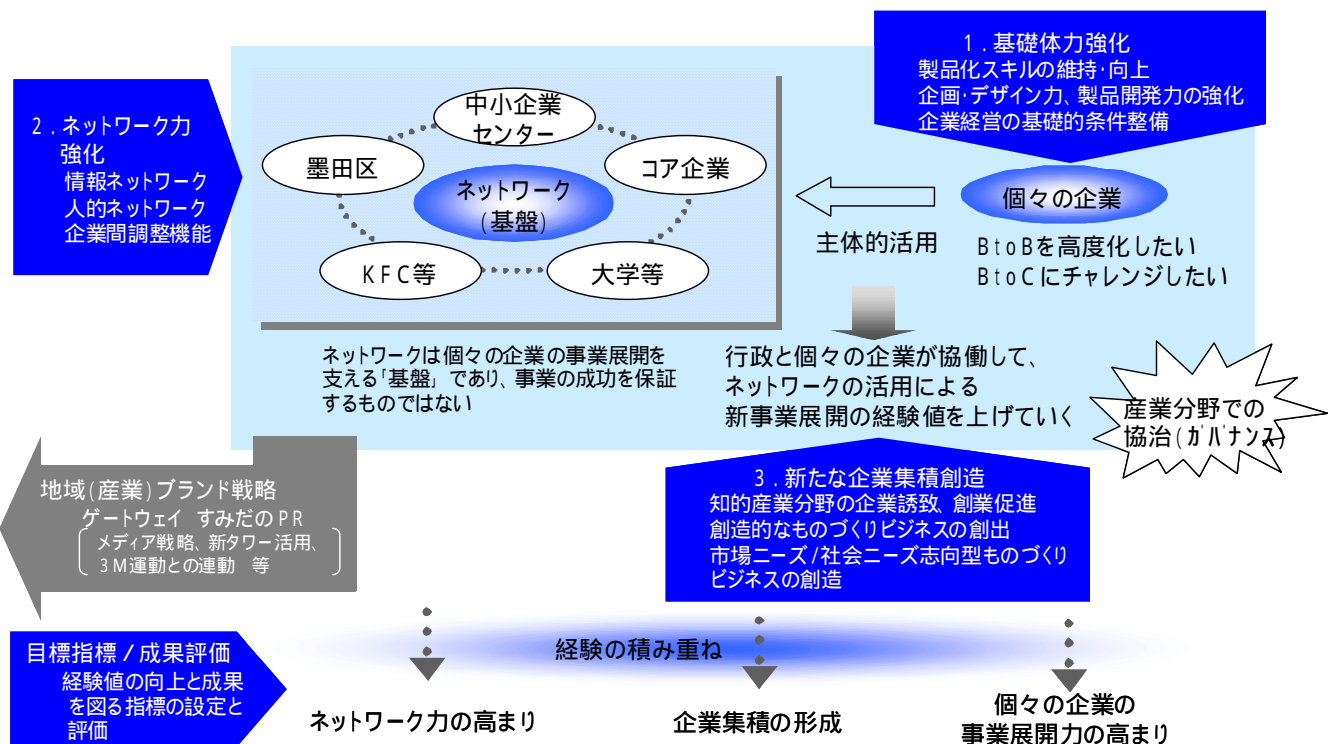 1.基礎体力強化
製品化スキルの維持・向上
企画・デザイン力、製品開発力の強化
企業経営の基礎的条件整備
2.ネットワーク力
強化
情報ネットワーク
人的ネットワーク
企業間調整機能
中小企業
センター
墨田区
コア企業
ネットワーク
(基盤)
KFC等
大学等
個々の企業
主体的活用
BtoBを高度化したい
BtoCにチャレンジしたい
ネットワークは個々の企業の事業展開を
支える「基盤」であり、事業の成功を保証
するものではない
行政と個々の企業が協働して、
ネットワークの活用による
新事業展開の経験値を上げていく
産業分野での
協治(ガバナンス)
地域(産業)ブランド戦略
ゲートウェイ すみだのPR
メディア戦略、新タワー活用、
3M運動との連動 等
3.新たな企業集積創造
知的産業分野の企業誘致、創業促進
創造的なものづくりビジネスの創出
市場ニーズ/社会ニーズ志向型ものづくり
ビジネスの創造
目標指標/成果評価
経験値の向上と成果
を図る指標の設定と
評価
経験の積み重ね
ネットワーク力の高まり
企業集積の形成
個々の企業の
事業展開力の高まり